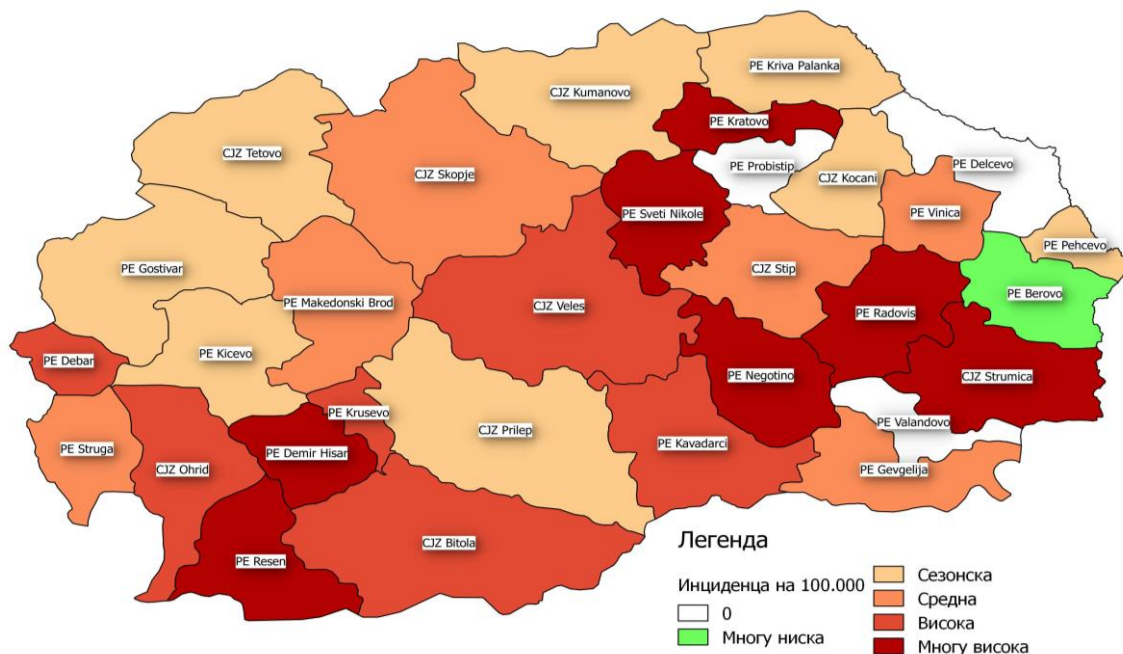 PE Kriva Palanka
CJZ Kumanovo
PE Kratovo
CJZ Tetovo
PE Probistip
PE Delcevo
CJZ Skopje
CJZ Kocani
PE Sveti Nikole
PE Vinica
PE Pehcevo
PE Gostivar
CJZ Stip
PE Berovo
PE Makedonski Brod
CJZ Veles
PE Radovis
PE Debar
PE Kicevo
PE Negotino
CJZ Strumica
PE Krusevo
PE Valandovo
CJZ Prilep
PE Struga
PE Demir Hisar
PE Kavadarci
CJZ Ohrid
PE Gevgelija
CJZ Bitola
PE Resen
Легенда
Инциденца на 100.000
0
Многу ниска
Сезонска
Средна
Висока
Многу висока